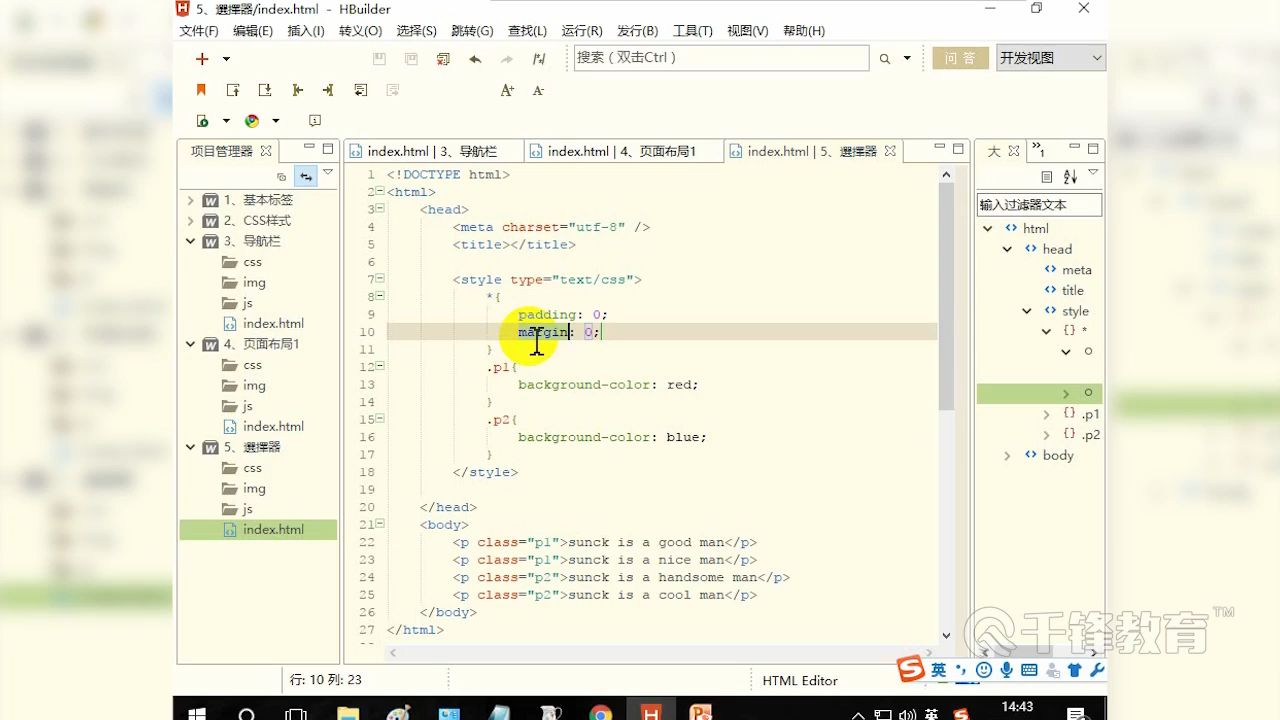 5、選擇器/index.html - HBuilder
文件(F) 编辑(E) 插入(I) 转义(O) 选择(S) 跳转(G) 查找(L) 运行(R) 发行(B) 工具(T) 视图(V) 帮助(H)
搜索（双击Ctrl）
问答
开发视图
A+ A-
项目管理器
index.html | 3、导航栏
index.html | 4、页面布局1
index.html | 5、選擇器
大
»1
1、基本标签
2、CSS样式
3、导航栏
css
img
js
index.html
4、页面布局1
css
img
js
index.html
5、選擇器
css
img
js
index.html
1 <!DOCTYPE html>
2 <html>
3 <head>
4 <meta charset="utf-8" />
5 <title></title>
6
7 <style type="text/css">
8 *{
9 padding: 0;
10 margin: 0;
11 }
12 .p1{
13 background-color: red;
14 }
15 .p2{
16 background-color: blue;
17 }
18 </style>
19
20 </head>
21 <body>
22 <p class="p1">sunck is a good man</p>
23 <p class="p1">sunck is a nice man</p>
24 <p class="p2">sunck is a handsome man</p>
25 <p class="p2">sunck is a cool man</p>
26 </body>
27 </html>
输入过滤器文本
html
head
meta
title
style
{} *
{} .p1
{} .p2
body
千锋教育™
英
行: 10 列: 23
HTML Editor
英
14:43